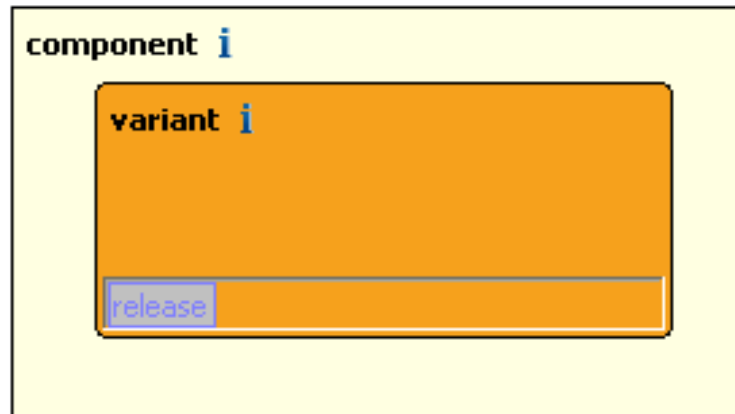 component i
variant i
release